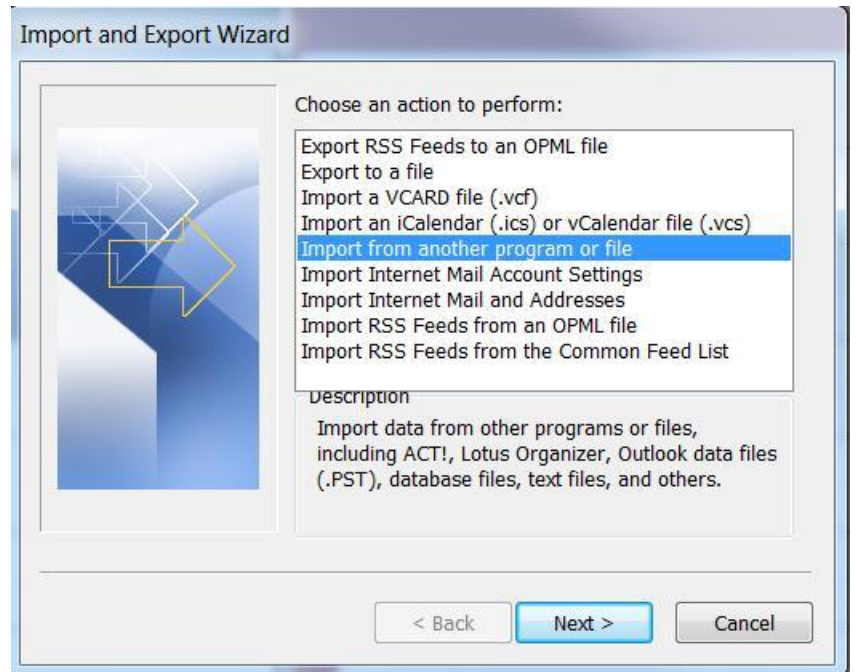 Import and Export Wizard
Choose an action to perform:
Export RSS Feeds to an OPML file
Export to a file
Import a VCARD file (.vcf)
Import an iCalendar (.ics) or vCalendar file (.vcs)
Import from another program or file
Import Internet Mail Account Settings
Import Internet Mail and Addresses
Import RSS Feeds from an OPML file
Import RSS Feeds from the Common Feed List
Description
Import data from other programs or files,
including ACT!, Lotus Organizer, Outlook data files
(.PST), database files, text files, and others.
< Back Next > Cancel